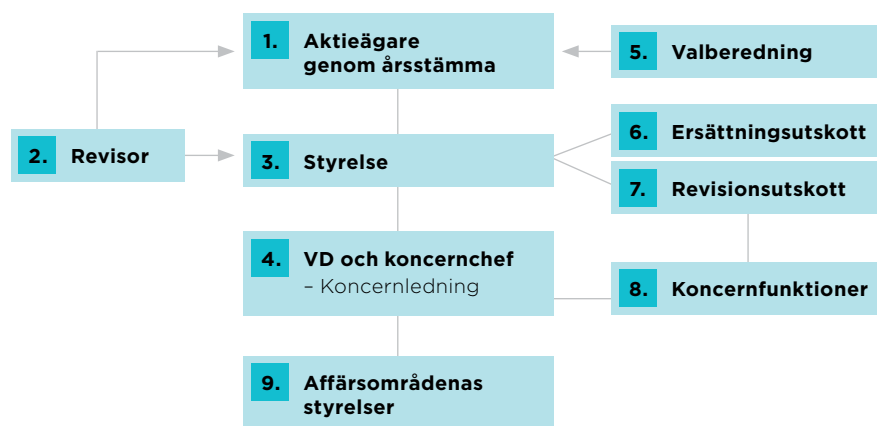 1. Aktieägare
genom årsstämma
2. Revisor
3. Styrelse
4. VD och koncernchef
– Koncernledning
5. Valberedning
6. Ersättningsutskott
7. Revisionsutskott
8. Koncernfunktioner
9. Affärsområdenas
styrelser